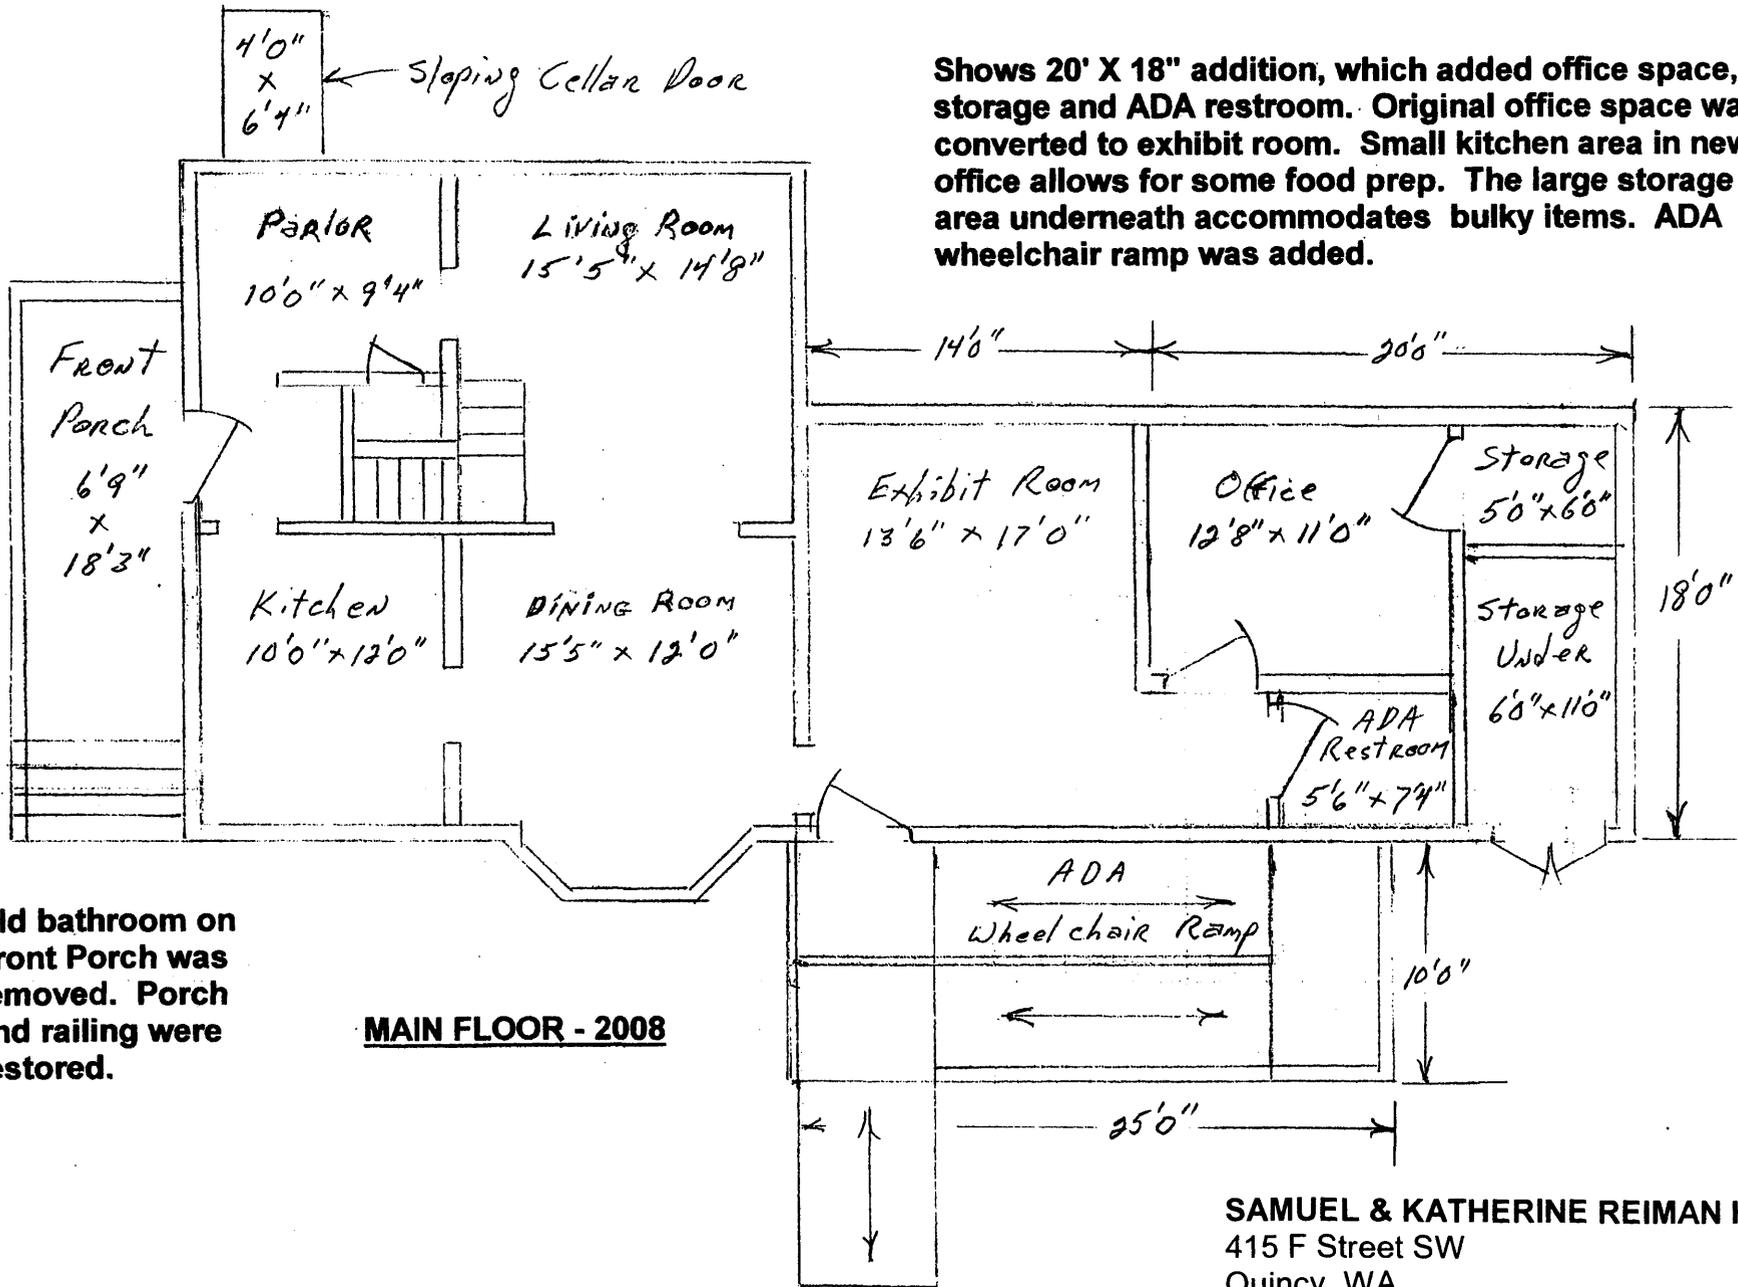 4'0"
x
6'4"
Sloping Cellar Door
Shows 20' X 18" addition, which added office space,
storage and ADA restroom. Original office space wa
converted to exhibit room. Small kitchen area in new
office allows for some food prep. The large storage
area underneath accommodates bulky items. ADA
wheelchair ramp was added.
Parlor
10'0" x 9'4"
Living Room
15'5" x 14'8"
Front
Porch
6'9"
x
18'3"
14'0"
20'0"
Exhibit Room
13'6" x 17'0"
Office
12'8" x 11'0"
Storage
5'0" x 6'0"
18'0"
Kitchen
10'0" x 12'0"
Dining Room
15'5" x 12'0"
Storage
Under
6'0" x 11'0"
ADA
Restroom
5'6" x 7'4"
ADA
Wheelchair Ramp
10'0"
25'0"
ld bathroom on
ront Porch was
emoved. Porch
nd railing were
estored.
MAIN FLOOR - 2008
SAMUEL & KATHERINE REIMAN
415 F Street SW
Quincy, WA